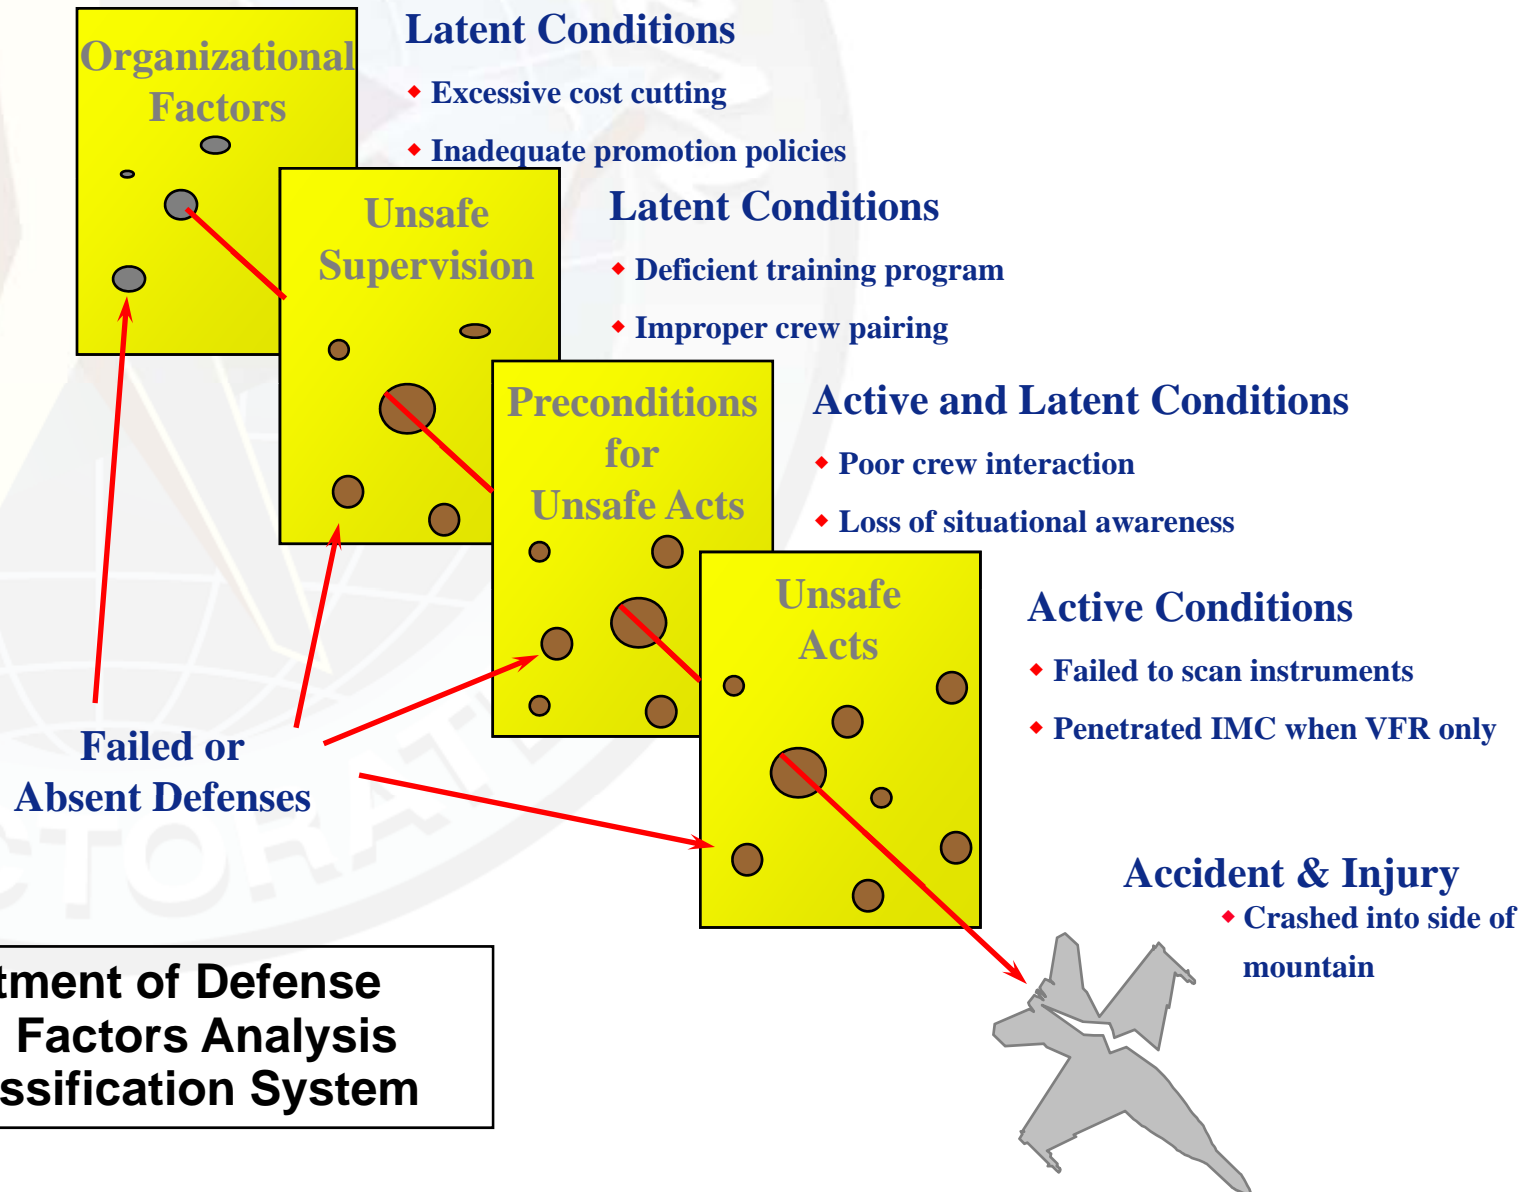 Organizational
Factors
Latent Conditions
Excessive cost cutting
Inadequate promotion policies
Unsafe
Supervision
Latent Conditions
Deficient training program
Improper crew pairing
Preconditions
for
Unsafe Acts
Active and Latent Conditions
Poor crew interaction
Loss of situational awareness
Unsafe
Acts
Active Conditions
Failed to scan instruments
Penetrated IMC when VFR only
Failed or
Absent Defenses
Accident & Injury
Crashed into side of
mountain
tment of Defense
Factors Analysis
ssification System
CTORAT